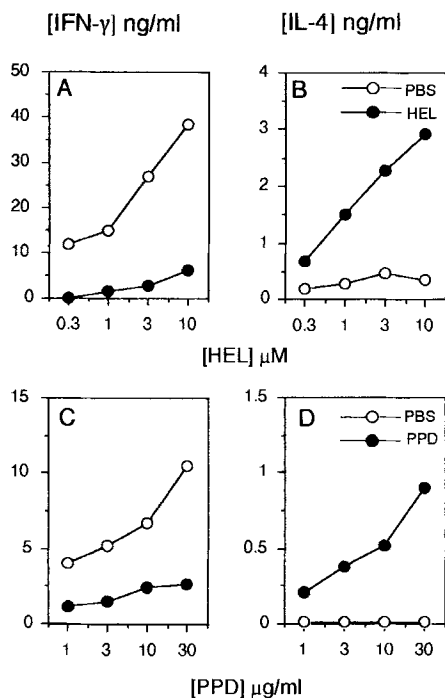 [IFN-γ] ng/ml [IL-4] ng/ml
A
50
40
30
20
10
0
0.3 1 3 10
B
PBS
HEL
4
3
2
1
0
0.3 1 3 10
[HEL] μM
C
15
10
5
0
1 3 10 30
D
PBS
PPD
1.5
1
0.5
0
1 3 10 30
[PPD] μg/ml